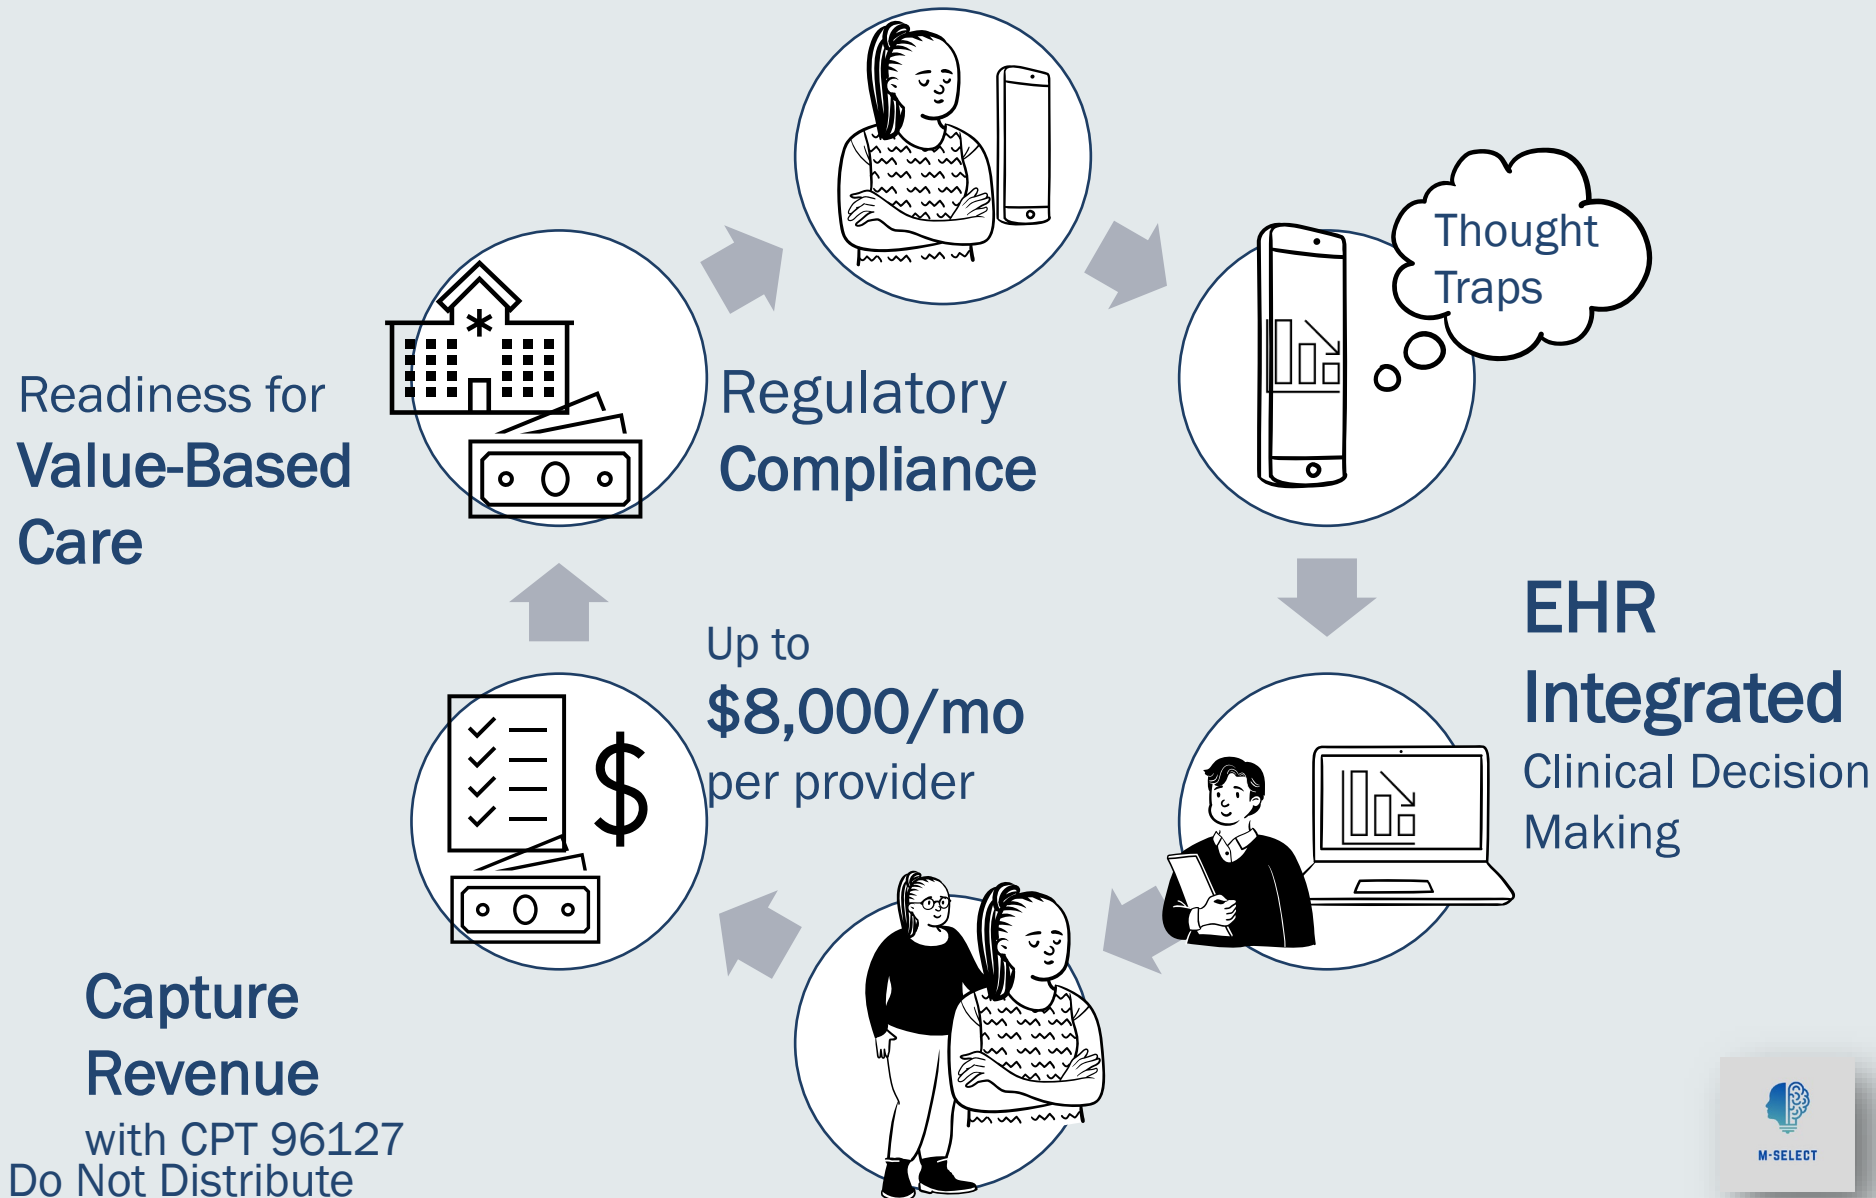 Thought
Traps
Readiness for
Value-Based
Care
Regulatory
Compliance
EHR
Integrated
Clinical Decision
Making
Up to
$8,000/mo
per provider
$
Capture
Revenue
with CPT 96127
Do Not Distribute
M-SELECT